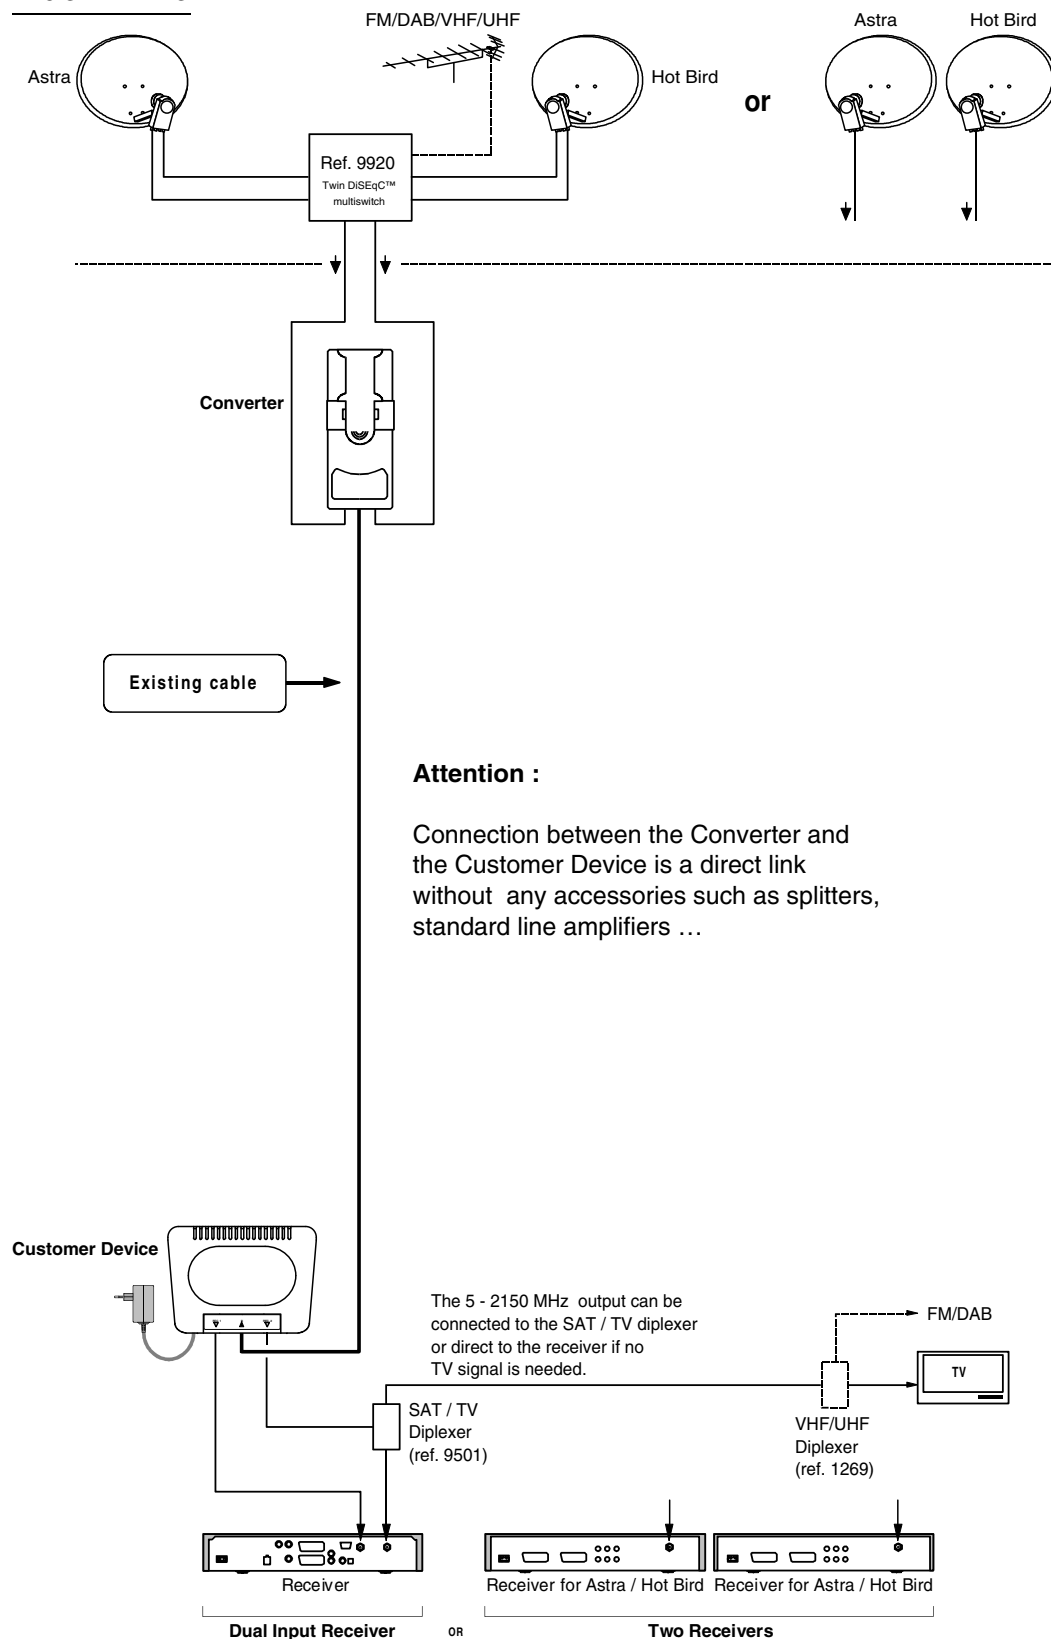 FM/DAB/VHF/UHF
Astra
Hot Bird
Astra
Hot Bird
or
Ref. 9920
Twin DiSEqC™
multiswitch
Converter
Existing cable
Attention :
Connection between the Converter and
the Customer Device is a direct link
without any accessories such as splitters,
standard line amplifiers …
Customer Device
The 5 - 2150 MHz output can be
connected to the SAT / TV diplexer
or direct to the receiver if no
TV signal is needed.
FM/DAB
TV
SAT / TV
Diplexer
(ref. 9501)
VHF/UHF
Diplexer
(ref. 1269)
Receiver
Receiver for Astra / Hot Bird
Receiver for Astra / Hot Bird
Dual Input Receiver
OR
Two Receivers